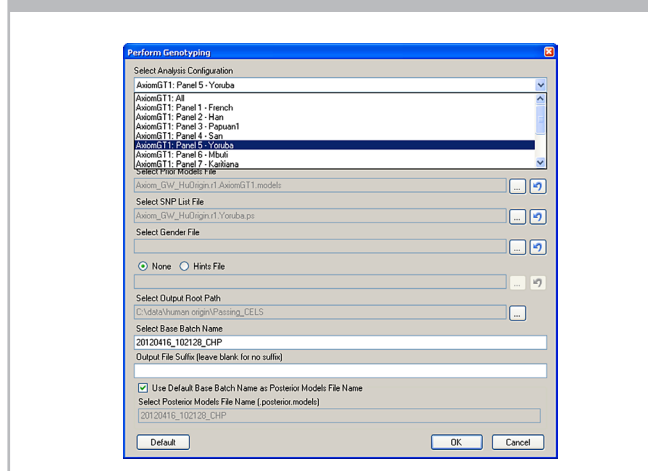 Perform Genotyping
Select Analysis Configuration
AxiomGT1: Panel 5 - Yoruba
AxiomGT1: All
AxiomGT1: Panel 1 - French
AxiomGT1: Panel 2 - Han
AxiomGT1: Panel 3 - Papuan1
AxiomGT1: Panel 4 - San
AxiomGT1: Panel 5 - Yoruba
AxiomGT1: Panel 6 - Mbuti
AxiomGT1: Panel 7 - Karitiana
Select Prior Models File
Axiom_GW_HuOrigin.r1.AxiomGT1.models
...
Select SNP List File
Axiom_GW_HuOrigin.r1.Yoruba.ps
...
Select Gender File
...
None Hints File
...
Select Output Root Path
C:\data\human origin\Passing_CELS
...
Select Base Batch Name
20120416_102128_CHP
Output File Suffix (leave blank for no suffix)
Use Default Base Batch Name as Posterior Models File Name
Select Posterior Models File Name (.posterior.models)
20120416_102128_CHP
Default OK Cancel